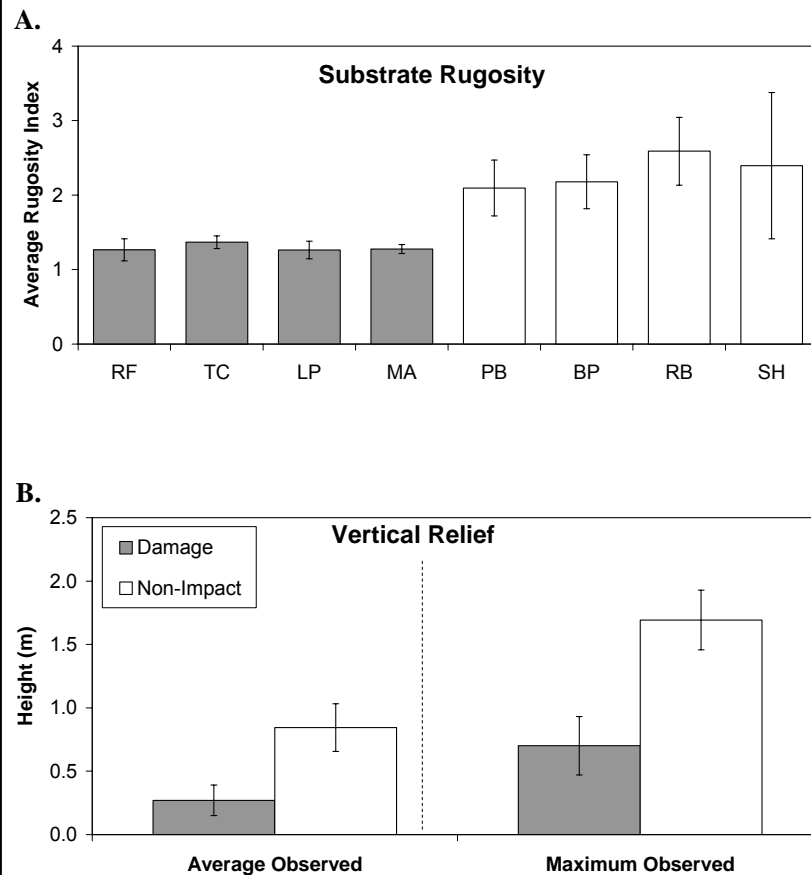 A.
Substrate Rugosity
Average Rugosity Index
4
3
2
1
0
RF TC LP MA PB BP RB SH
B.
Vertical Relief
Damage
Non-Impact
Height (m)
2.5
2.0
1.5
1.0
0.5
0.0
Average Observed Maximum Observed